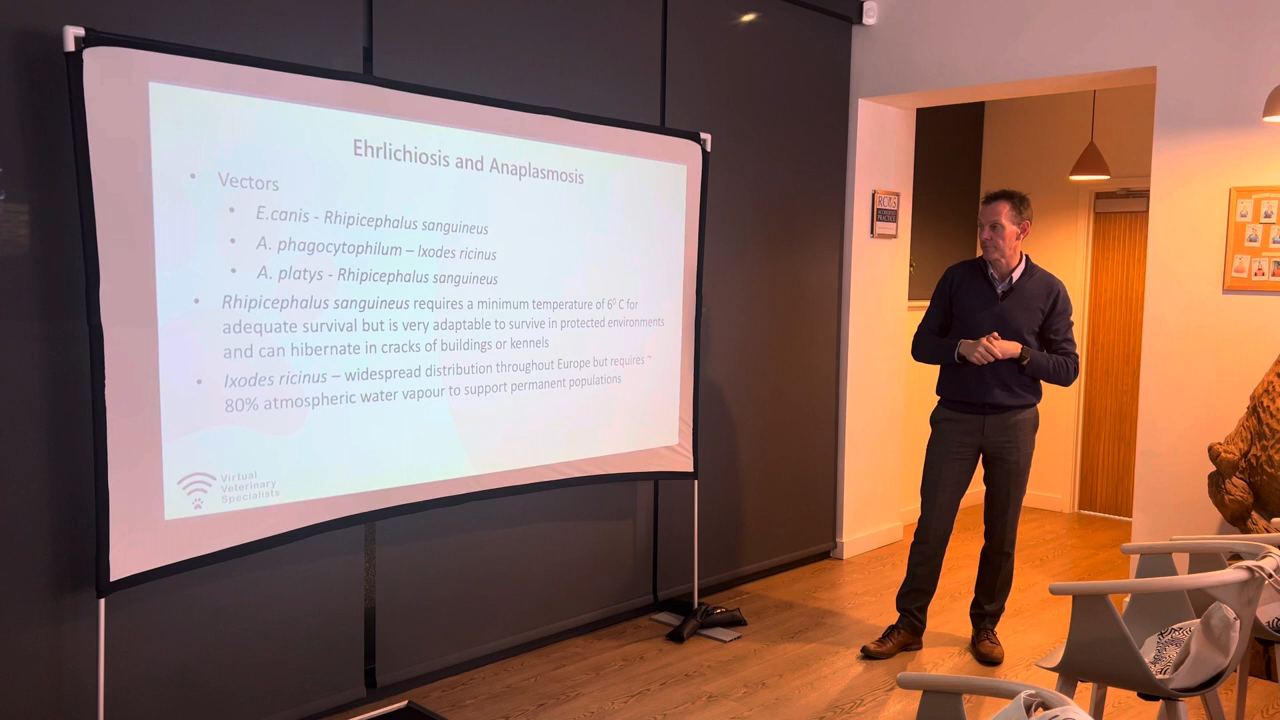 Ehrlichiosis and Anaplasmosis
• Vectors
• E.canis - Rhipicephalus sanguineus
• A. phagocytophilum – Ixodes ricinus
• A. platys - Rhipicephalus sanguineus
• Rhipicephalus sanguineus requires a minimum temperature of 6⁰ C for
adequate survival but is very adaptable to survive in protected environments
and can hibernate in cracks of buildings or kennels
• Ixodes ricinus – widespread distribution throughout Europe but requires ~
80% atmospheric water vapour to support permanent populations
Virtual
Veterinary
Specialists
RCVS
ACCREDITED
PRACTICE